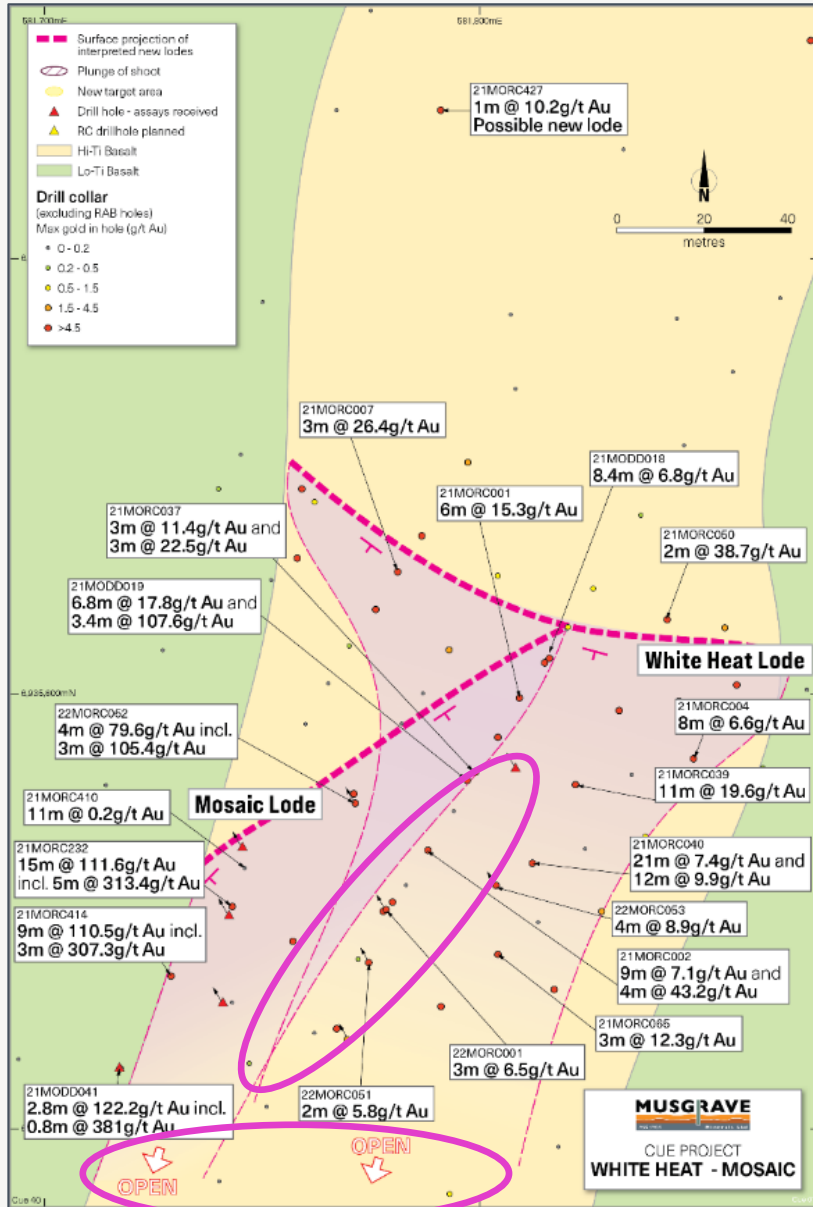 581,700mE
581,800mE
Surface projection of
interpreted new lodes
Plunge of shoot
New target area
Drill hole - assays received
RC drillhole planned
Hi-Ti Basalt
Lo-Ti Basalt
Drill collar
(excluding RAB holes)
Max gold in hole (g/t Au)
0 - 0.2
0.2 - 0.5
0.5 - 1.5
1.5 - 4.5
>4.5
21MORC427
1m @ 10.2g/t Au
Possible new lode
N
0 20 40
metres
21MORC007
3m @ 26.4g/t Au
21MODD018
8.4m @ 6.8g/t Au
21MORC001
6m @ 15.3g/t Au
21MORC037
3m @ 11.4g/t Au and
3m @ 22.5g/t Au
21MORC050
2m @ 38.7g/t Au
21MODD019
6.8m @ 17.8g/t Au and
3.4m @ 107.6g/t Au
White Heat Lode
6,935,600mN
22MORC052
4m @ 79.6g/t Au incl.
3m @ 105.4g/t Au
21MORC004
8m @ 6.6g/t Au
21MORC039
11m @ 19.6g/t Au
Mosaic Lode
21MORC410
11m @ 0.2g/t Au
21MORC232
15m @ 111.6g/t Au
incl. 5m @ 313.4g/t Au
21MORC040
21m @ 7.4g/t Au and
12m @ 9.9g/t Au
22MORC053
4m @ 8.9g/t Au
21MORC414
9m @ 110.5g/t Au incl.
3m @ 307.3g/t Au
21MORC002
9m @ 7.1g/t Au and
4m @ 43.2g/t Au
21MORC065
3m @ 12.3g/t Au
22MORC001
3m @ 6.5g/t Au
21MODD041
2.8m @ 122.2g/t Au incl.
0.8m @ 381g/t Au
22MORC051
2m @ 5.8g/t Au
OPEN
OPEN
MUSGRAVE
CUE PROJECT
WHITE HEAT - MOSAIC
Cue 40